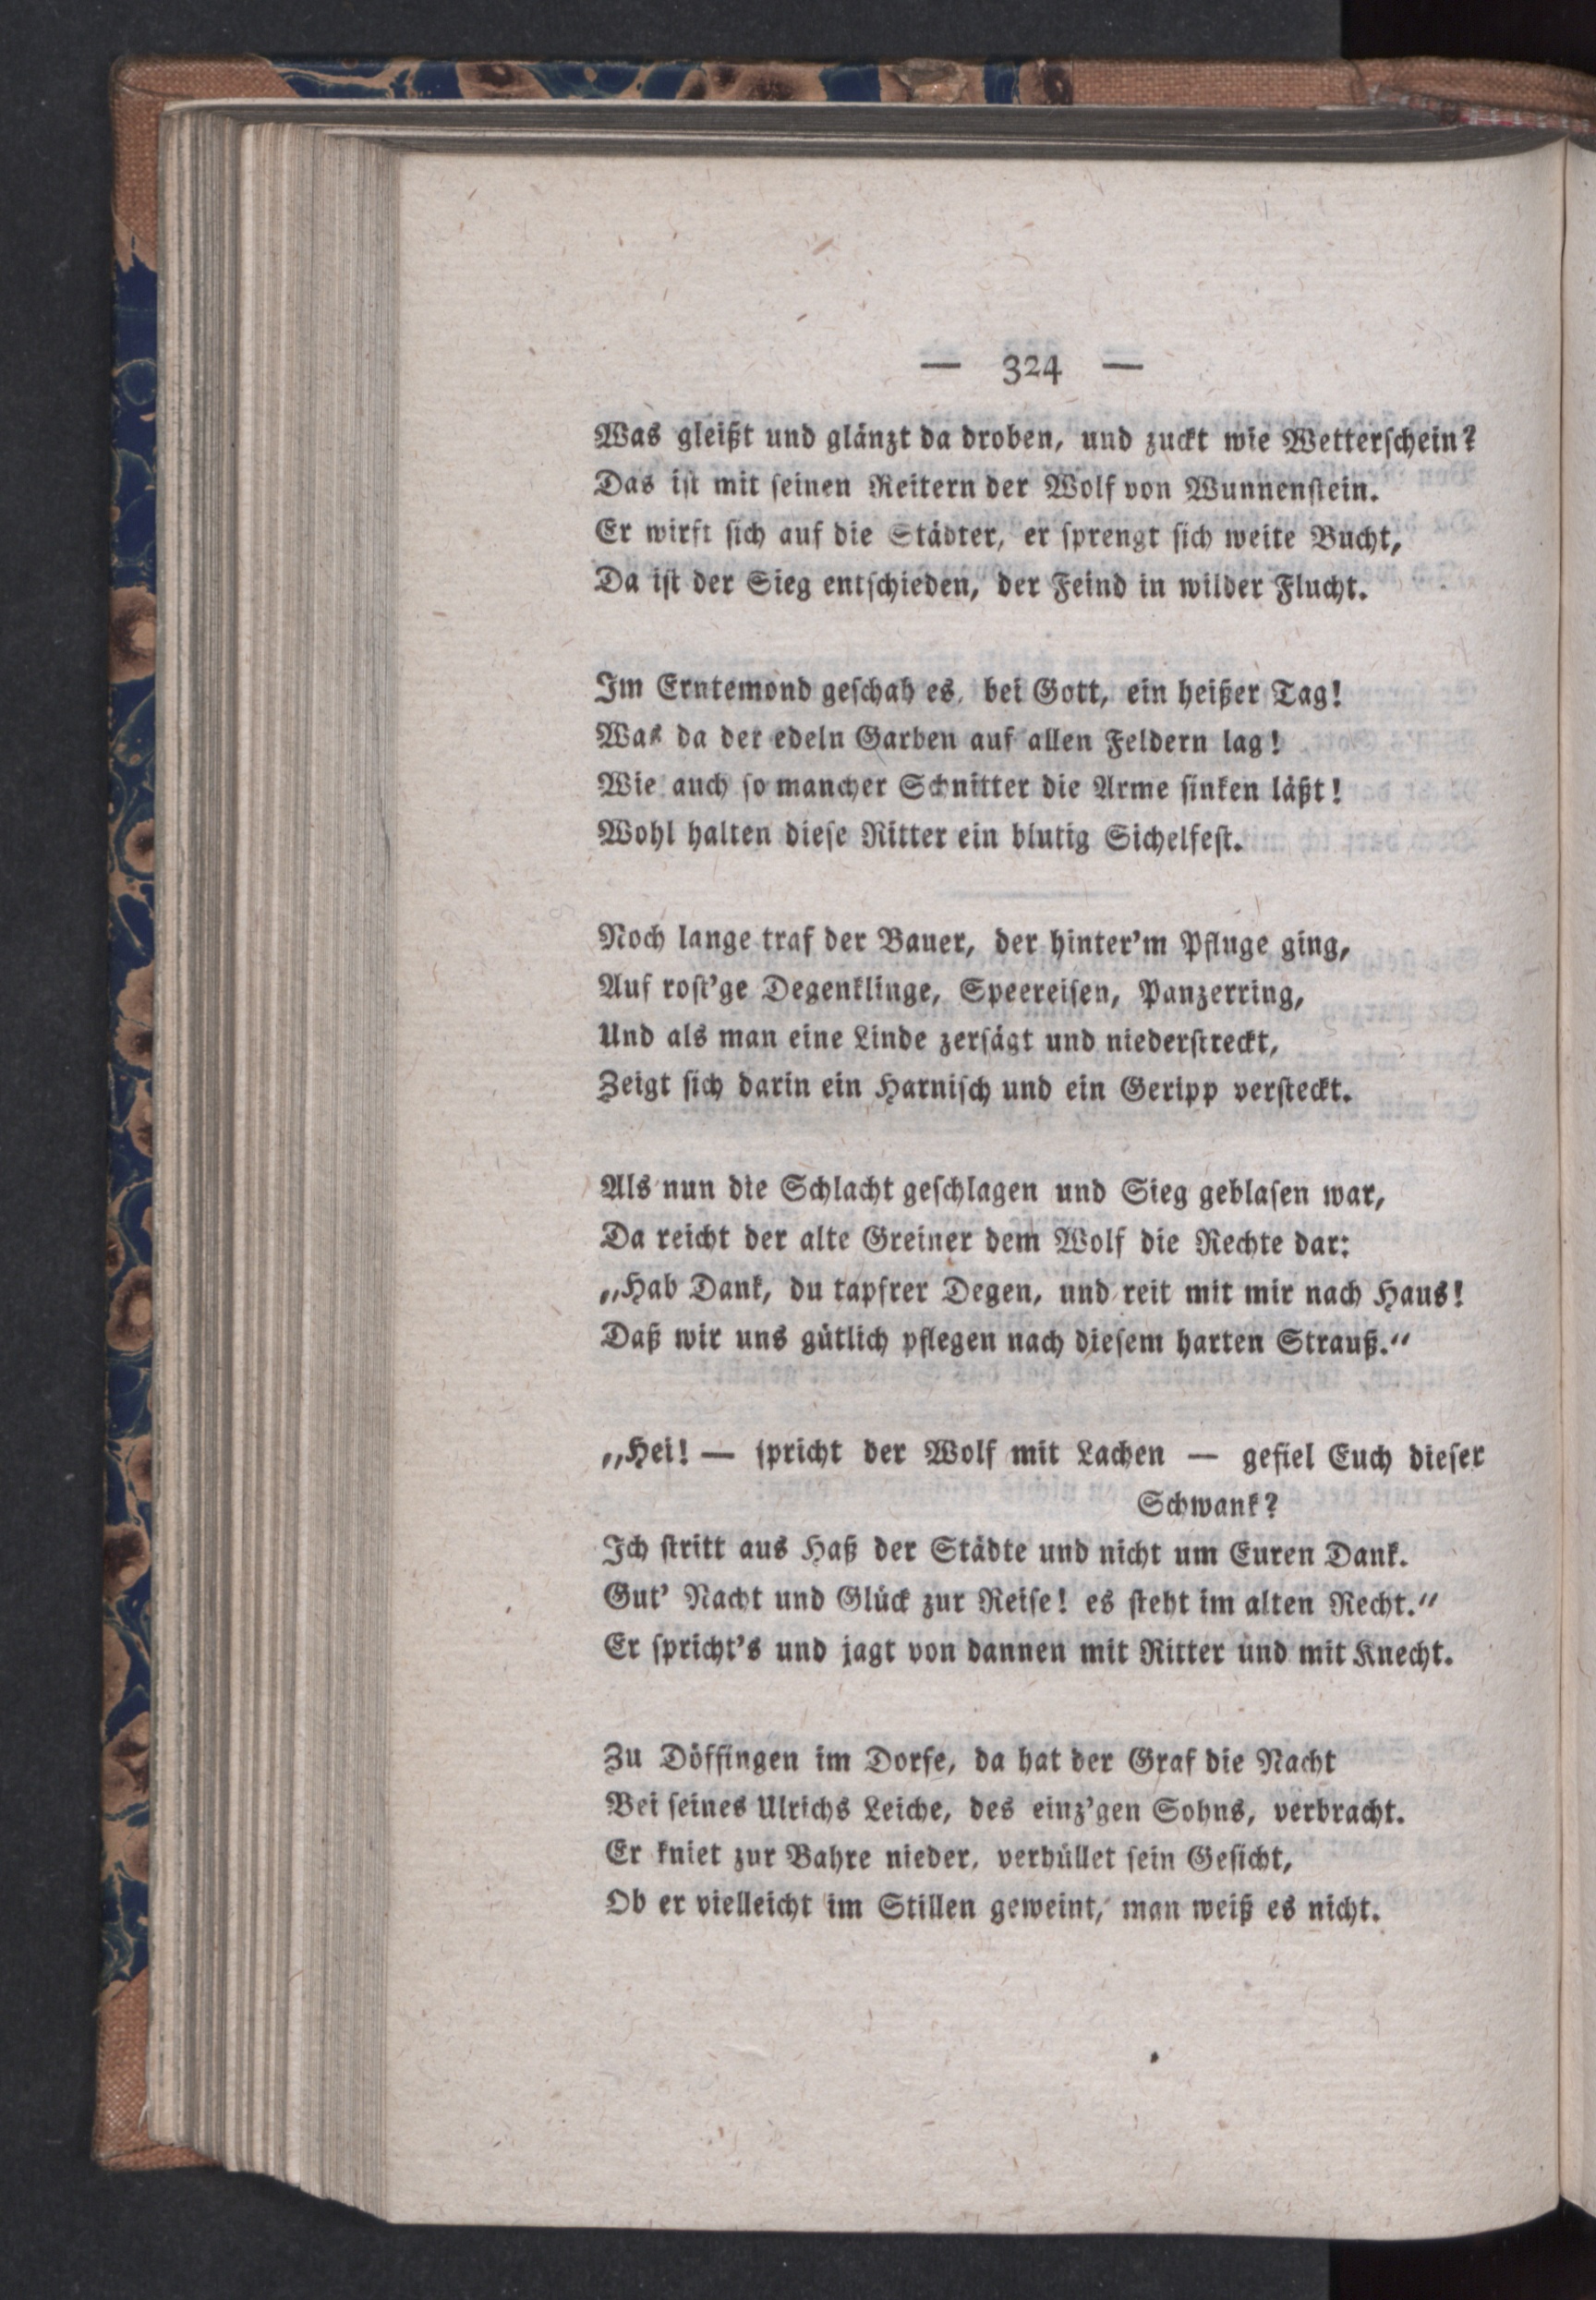 — 324 —
Was gleißt und glänzt da droben, und zuckt wie Wetterſchein?
Das iſt mit ſeinen Reitern der Wolf von Wunnenſtein.
Er wirft ſich auf die Städter, er ſprengt ſich weite Bucht,
Da iſt der Sieg entſchieden, der Feind in wilder Flucht.
Im Erntemond geſchah es, bei Gott, ein heißer Tag!
Was da der edeln Garben auf allen Feldern lag!
Wie auch ſo mancher Schnitter die Arme ſinken läßt!
Wohl halten dieſe Ritter ein blutig Sichelfeſt.
Noch lange traf der Bauer, der hinter'm Pfluge ging,
Auf roſt'ge Degenklinge, Speereiſen, Panzerring,
Und als man eine Linde zerſägt und niederſtreckt,
Zeigt ſich darin ein Harniſch und ein Geripp verſteckt.
Als nun die Schlacht geſchlagen und Sieg geblaſen war,
Da reicht der alte Greiner dem Wolf die Rechte dar:
„Hab Dank, du tapfrer Degen, und reit mit mir nach Haus!
Daß wir uns gütlich pflegen nach dieſem harten Strauß.“
„Hei! — ſpricht der Wolf mit Lachen — gefiel Euch dieſer
Schwank?
Ich ſtritt aus Haß der Städte und nicht um Euren Dank.
Gut' Nacht und Glück zur Reiſe! es ſteht im alten Recht.“
Er ſpricht's und jagt von dannen mit Ritter und mit Knecht.
Zu Döffingen im Dorfe, da hat der Graf die Nacht
Bei ſeines Ulrichs Leiche, des einz'gen Sohns, verbracht.
Er kniet zur Bahre nieder, verhüllet ſein Geſicht,
Ob er vielleicht im Stillen geweint, man weiß es nicht.